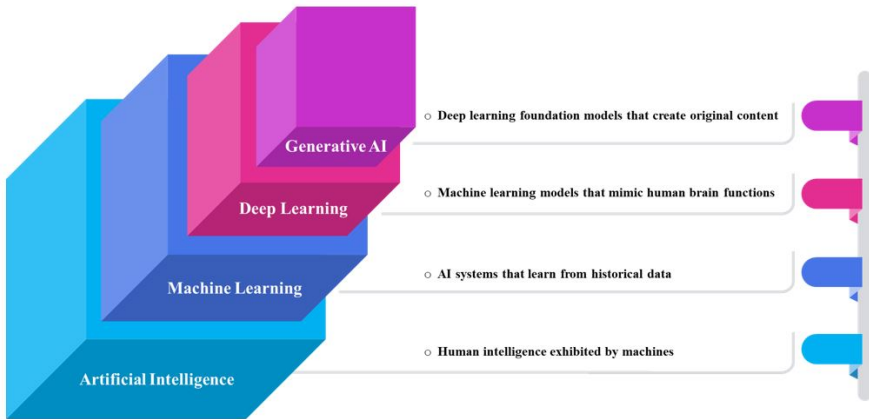 Generative AI
○ Deep learning foundation models that create original content
Deep Learning
○ Machine learning models that mimic human brain functions
Machine Learning
○ AI systems that learn from historical data
Artificial Intelligence
○ Human intelligence exhibited by machines